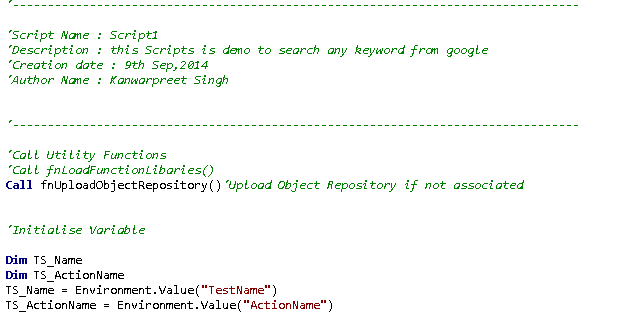 '------------------------------------------------------------------------------
'Script Name : Script1
'Description : this Scripts is demo to search any keyword from google
'Creation date : 9th Sep,2014
'Author Name : Kanwarpreet Singh
'------------------------------------------------------------------------------
'Call Utility Functions
'Call fnLoadFunctionLibaries()
Call fnUploadObjectRepository()'Upload Object Repository if not associated
'Initialise Variable
Dim TS_Name
Dim TS_ActionName
TS_Name = Environment.Value("TestName")
TS_ActionName = Environment.Value("ActionName")